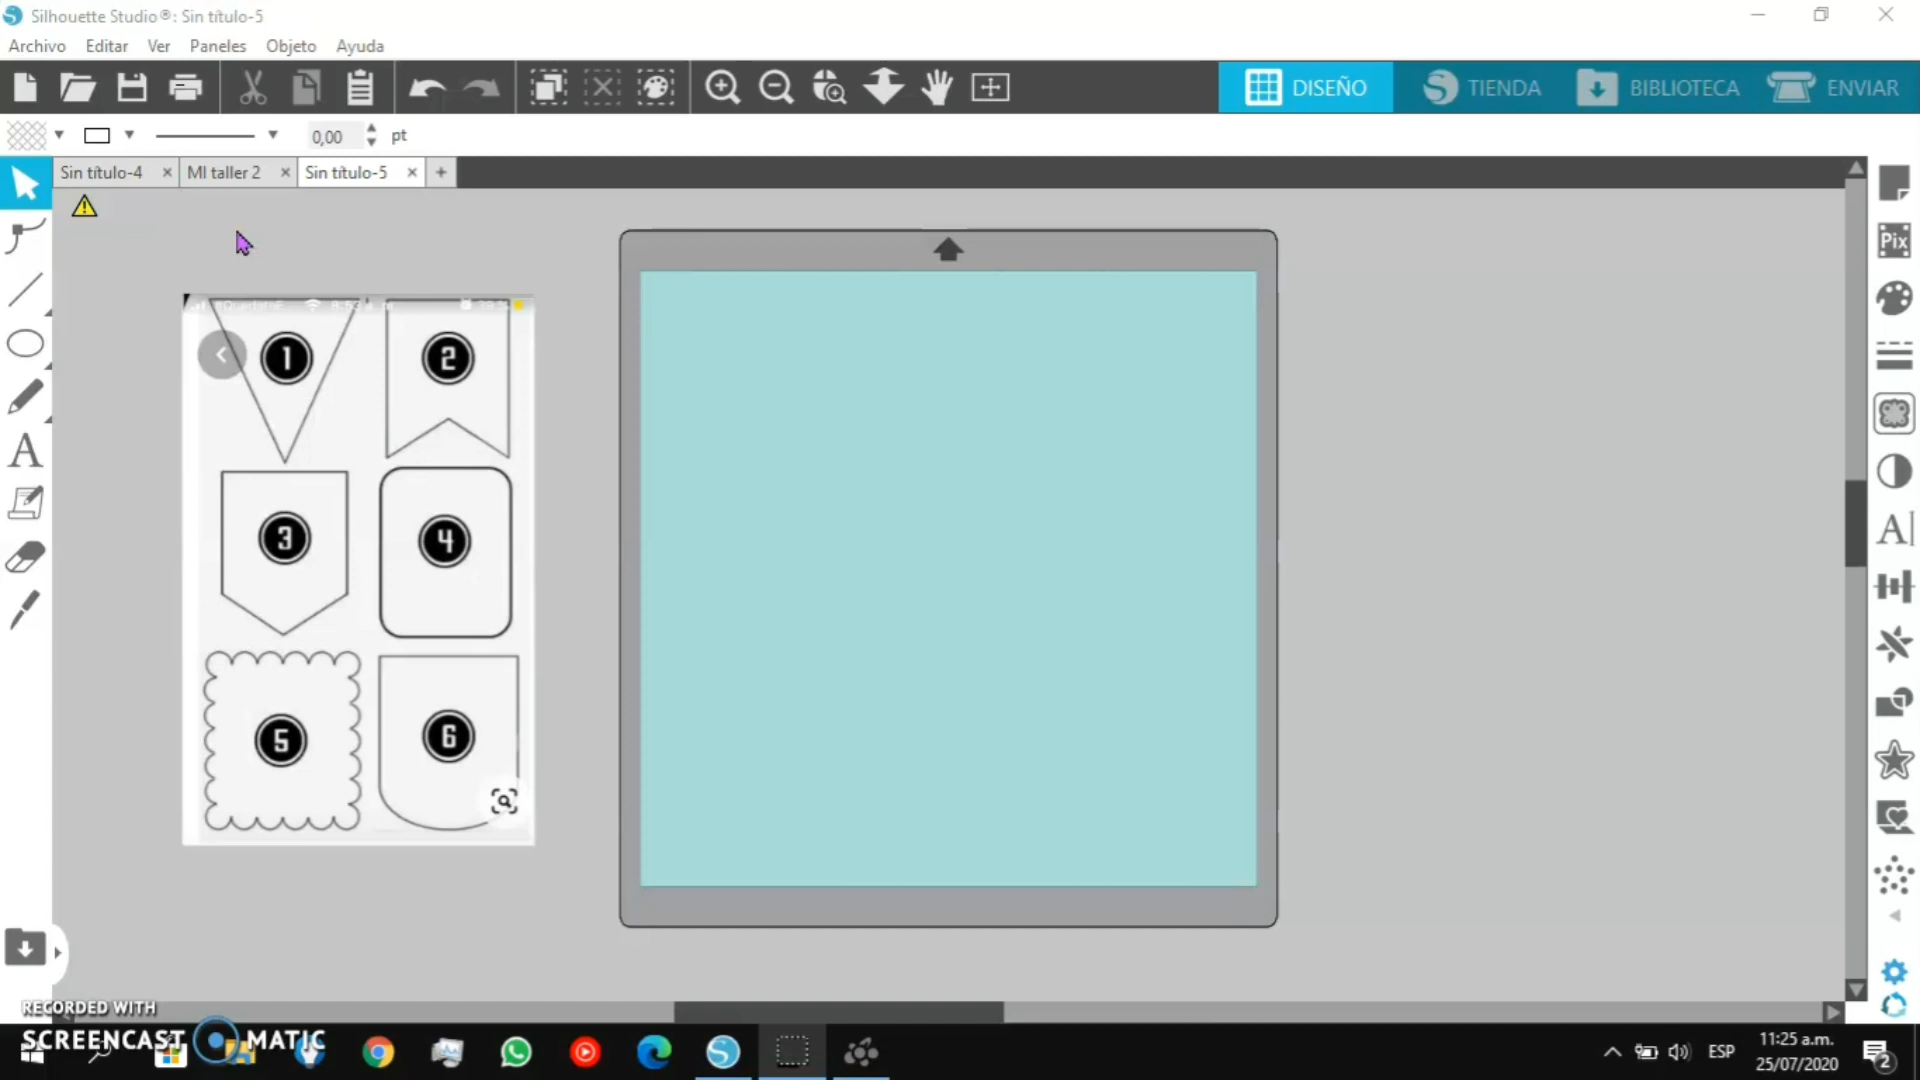 Silhouette Studio®: Sin título-5
Archivo Editar Ver Paneles Objeto Ayuda
DISEÑO TIENDA BIBLIOTECA ENVIAR
0,00 pt
Sin título-4 MI taller 2 Sin título-5
Pix
1 2
3 4
5 6
RECORDED WITH
SCREENCAST MATIC
ESP
11:25 a.m.
25/07/2020
2